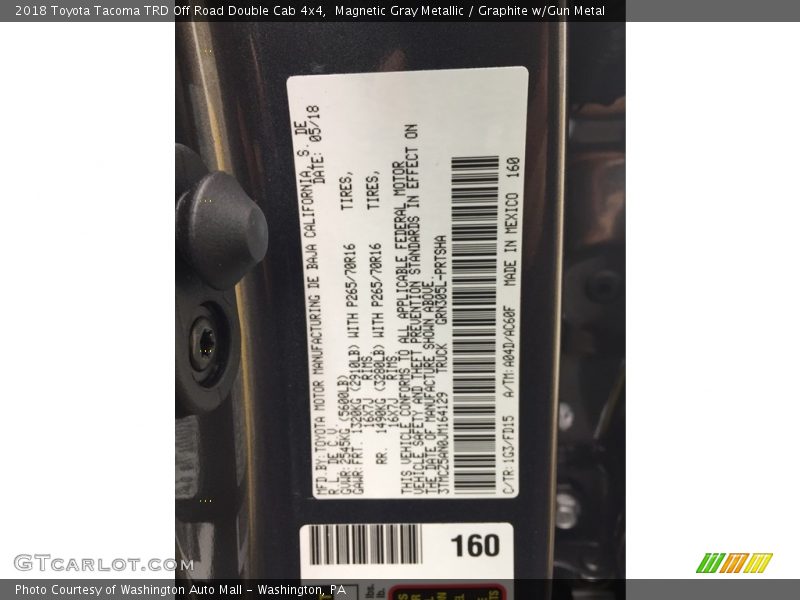 2018 Toyota Tacoma TRD Off Road Double Cab 4x4,  Magnetic Gray Metallic / Graphite w/Gun Metal
MFD.BY:TOYOTA MOTOR MANUFACTURING DE BAJA CALIFORNIA, S. DE
R.L. DE C.V. DATE: 05/18
GVWR:2545KG (5600LB)
GAWR:FRT. 1320KG (2910LB) WITH P265/70R16 TIRES,
16X7J RIMS,
RR. 1490KG (3280LB) WITH P265/70R16 TIRES,
16X7J RIMS,
THIS VEHICLE CONFORMS TO ALL APPLICABLE FEDERAL MOTOR
VEHICLE SAFETY AND THEFT PREVENTION STANDARDS IN EFFECT ON
THE DATE OF MANUFACTURE SHOWN ABOVE.
3TMCZ5AN0JM164129 TRUCK GRN305L-PRTSHA
C/TR:1G3/FD15 A/TM:A04D/AC60F MADE IN MEXICO 160
160
lbs.
GTCARLOT.COM
Photo Courtesy of Washington Auto Mall - Washington, PA